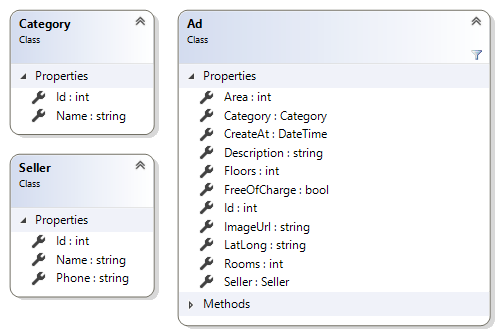 Category
Class
Properties
Id : int
Name : string
Seller
Class
Properties
Id : int
Name : string
Phone : string
Ad
Class
Properties
Area : int
Category : Category
CreateAt : DateTime
Description : string
Floors : int
FreeOfCharge : bool
Id : int
ImageUrl : string
LatLong : string
Rooms : int
Seller : Seller
Methods